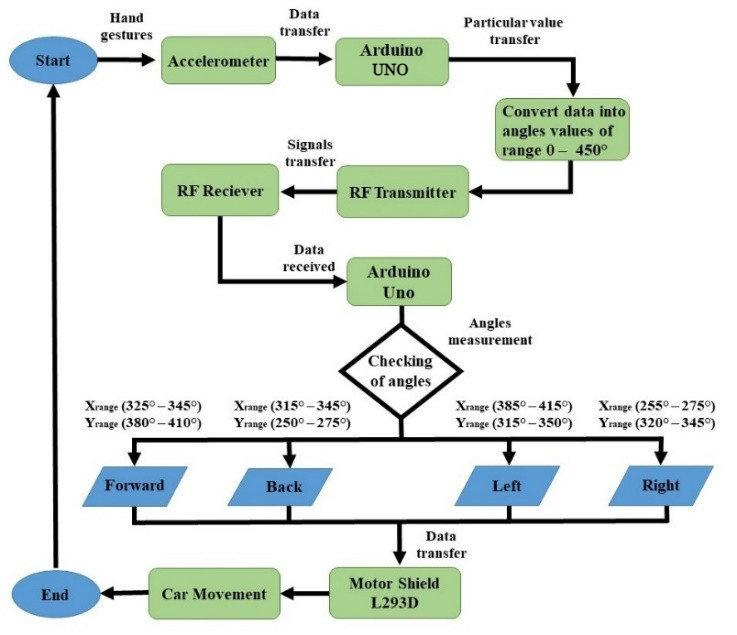 Hand
gestures
Data
transfer
Particular value
transfer
Start
Accelerometer
Arduino
UNO
Convert data into
angles values of
range 0 – 450°
Signals
transfer
RF Reciever
RF Transmitter
Data
received
Arduino
Uno
Angles
measurement
Checking
of angles
Xrange (325° – 345°)
Yrange (380° – 410°)
Xrange (315° – 345°)
Yrange (250° – 275°)
Xrange (385° – 415°)
Yrange (315° – 350°)
Xrange (255° – 275°)
Yrange (320° – 345°)
Forward
Back
Left
Right
Data
transfer
End
Car Movement
Motor Shield
L293D